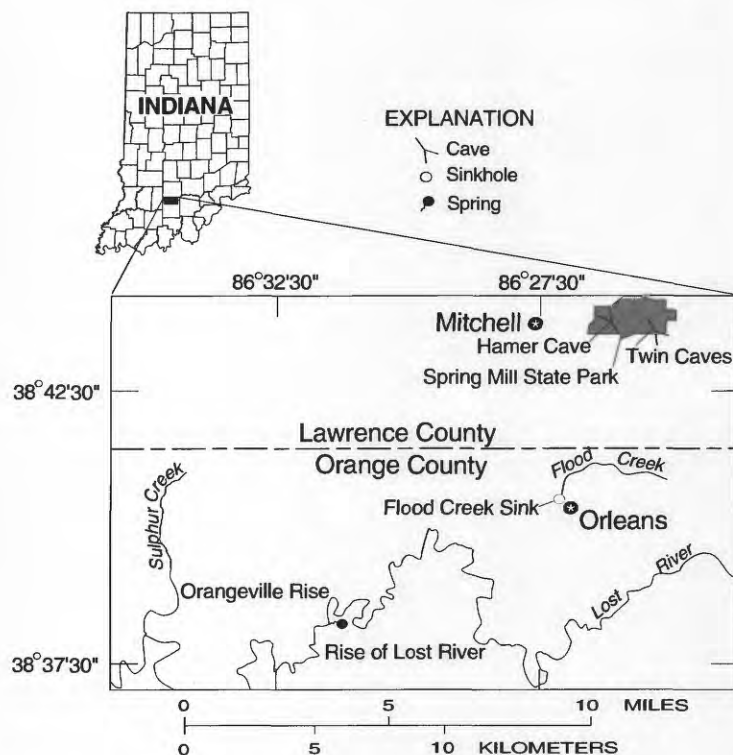 INDIANA
EXPLANATION
Cave
Sinkhole
Spring
86°32'30"
86°27'30"
Mitchell
Hamer Cave
Twin Caves
Spring Mill State Park
38°42'30"
Lawrence County
Orange County
Sulphur Creek
Flood Creek
Flood Creek Sink
Orleans
Lost River
Orangeville Rise
Rise of Lost River
38°37'30"
0 5 10 MILES
0 5 10 KILOMETERS